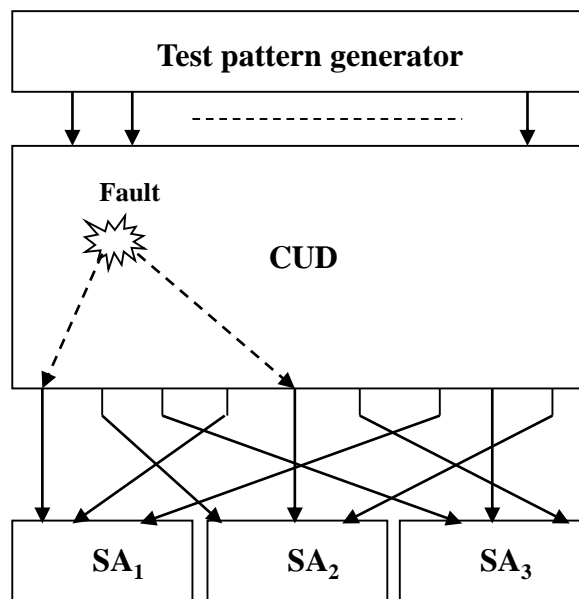 Test pattern generator
Fault
CUD
SA₁ SA₂ SA₃